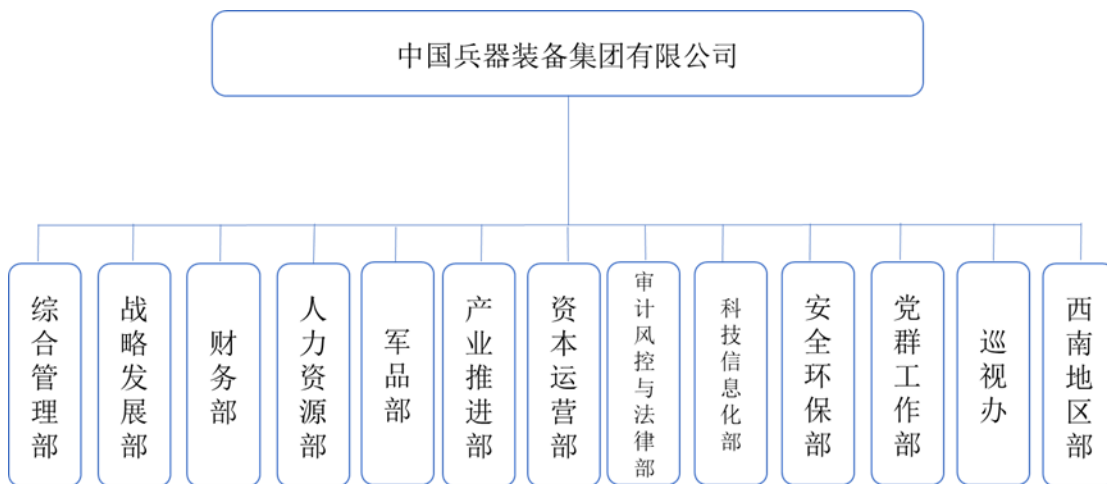 中国兵器装备集团有限公司
综合管理部
战略发展部
财务部
人力资源部
军品部
产业推进部
资本运营部
审计风控与法律部
科技信息化部
安全环保部
党群工作部
巡视办
西南地区部